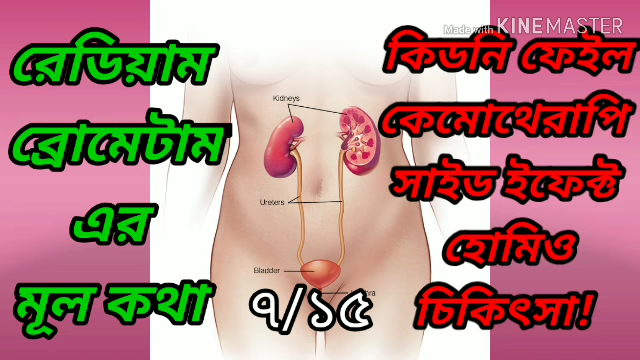 Made with KINEMASTER
রেডিয়াম
ব্রোমেটাম
এর
মূল কথা
কিডনি ফেইল
কেমোথেরাপি
সাইড ইফেক্ট
হোমিও
চিকিৎসা!
Kidneys
Ureters
Bladder
৭/১৫